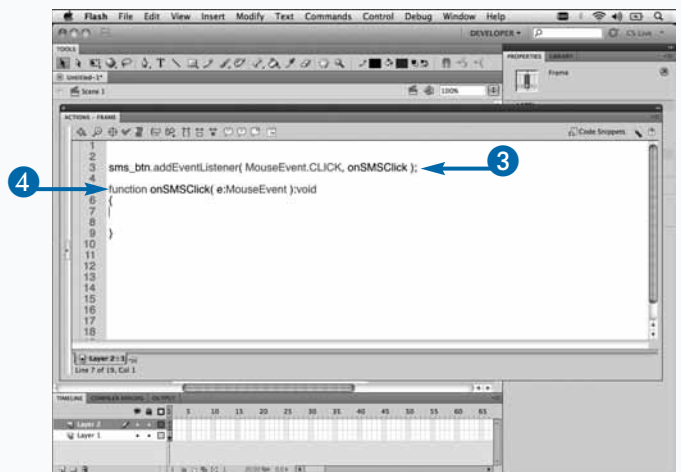 Flash File Edit View Insert Modify Text Commands Control Debug Window Help
DEVELOPER
CS Live
TOOLS
PROPERTIES LIBRARY
Untitled-1*
Frame
Scene 1
100%
ACTIONS - FRAME
Code Snippets
1
2
3 sms_btn.addEventListener( MouseEvent.CLICK, onSMSClick );
3
4
4
5 function onSMSClick( e:MouseEvent ):void
6 {
7
8
9 }
10
11
12
13
14
15
16
17
18
Layer 2 : 1
Line 7 of 19, Col 1
TIMELINE COMPILER ERRORS OUTPUT
5 10 15 20 25 30 35 40 45 50 55 60 65
Layer 2
Layer 1